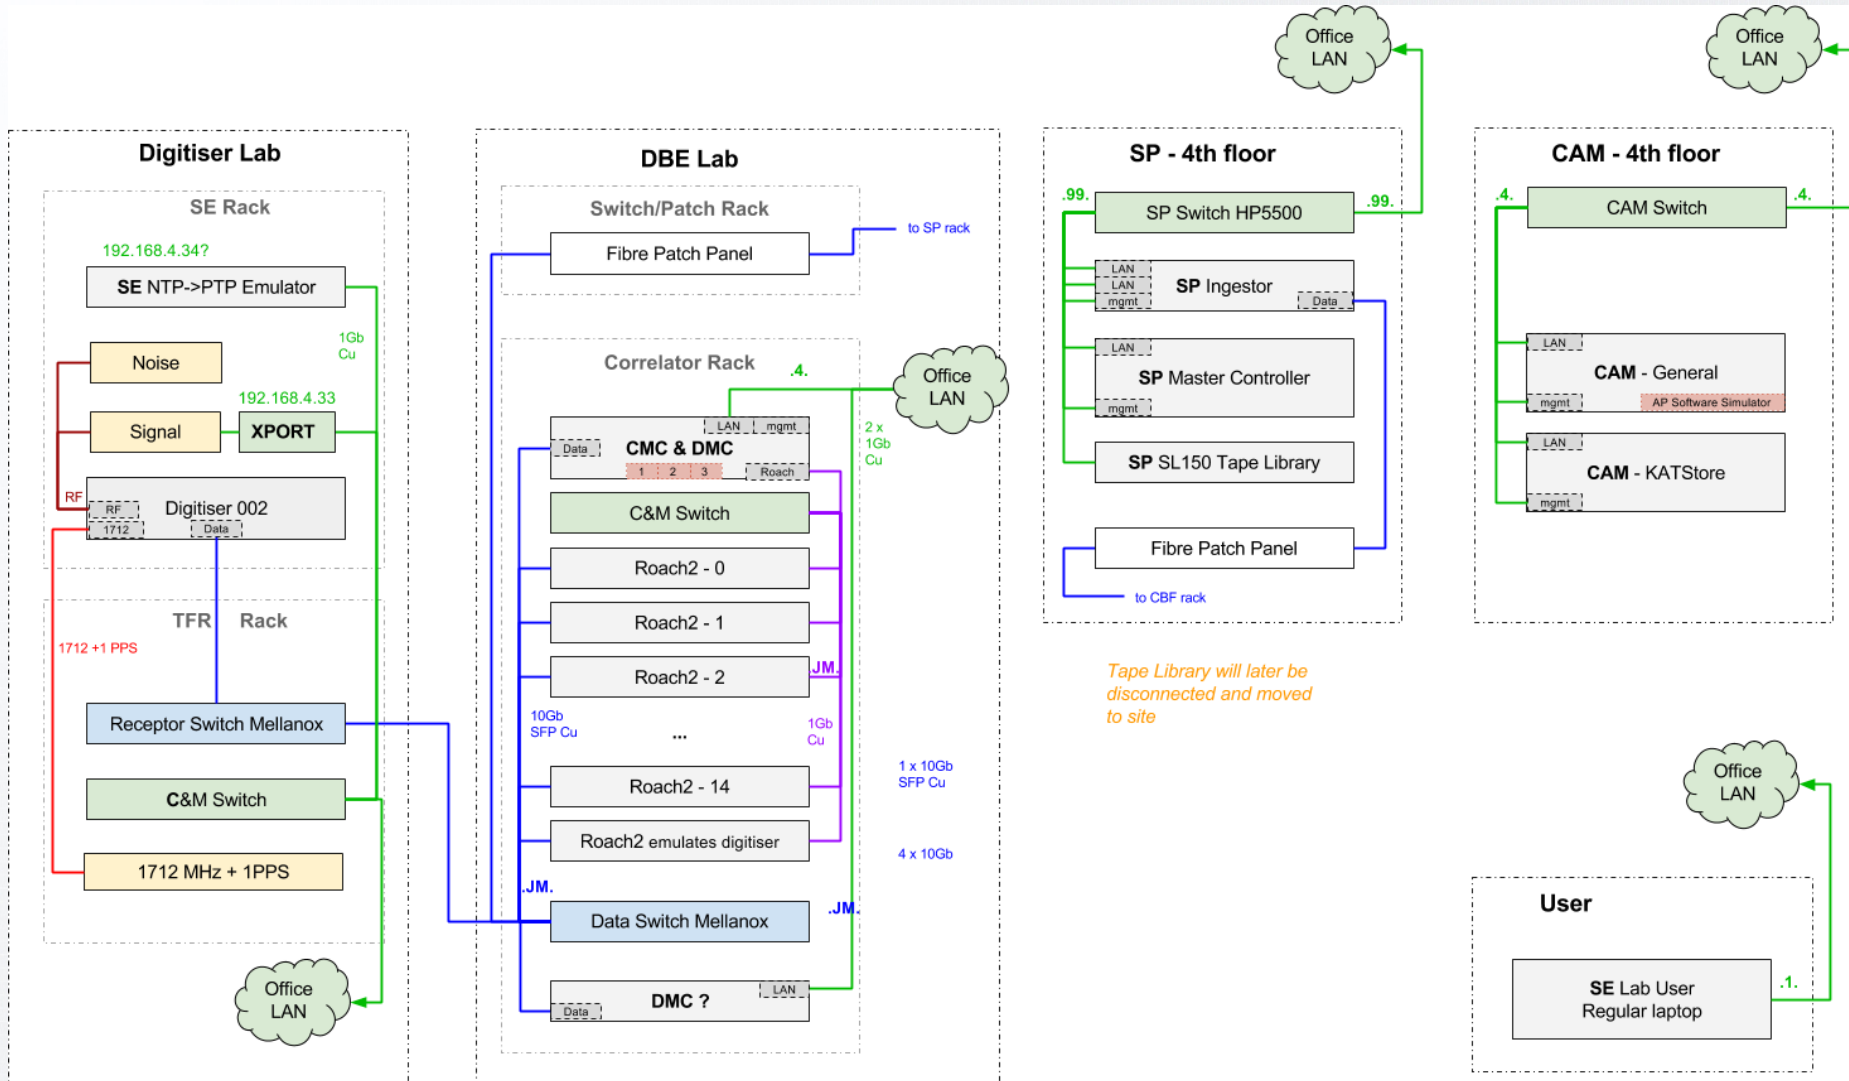 Office
LAN
Office
LAN
Digitiser Lab
SE Rack
192.168.4.34?
SE NTP->PTP Emulator
1Gb
Cu
Noise
192.168.4.33
Signal
XPORT
RF
RF
Digitiser 002
1712
Data
TFR Rack
1712 +1 PPS
Receptor Switch Mellanox
C&M Switch
1712 MHz + 1PPS
Office
LAN
DBE Lab
Switch/Patch Rack
Fibre Patch Panel
to SP rack
Correlator Rack
.4.
Office
LAN
LAN
mgmt
Data
CMC & DMC
1
2
3
Roach
2 x
1Gb
Cu
C&M Switch
Roach2 - 0
Roach2 - 1
Roach2 - 2
.JM.
10Gb
SFP Cu
...
1Gb
Cu
Roach2 - 14
1 x 10Gb
SFP Cu
Roach2 emulates digitiser
4 x 10Gb
.JM.
Data Switch Mellanox
.JM.
LAN
DMC ?
Data
SP - 4th floor
.99.
SP Switch HP5500
.99.
LAN
LAN
mgmt
SP Ingestor
Data
LAN
SP Master Controller
mgmt
SP SL150 Tape Library
Fibre Patch Panel
to CBF rack
Tape Library will later be
disconnected and moved
to site
CAM - 4th floor
.4.
CAM Switch
.4.
LAN
CAM - General
mgmt
AP Software Simulator
LAN
CAM - KATStore
mgmt
Office
LAN
User
SE Lab User
Regular laptop
.1.